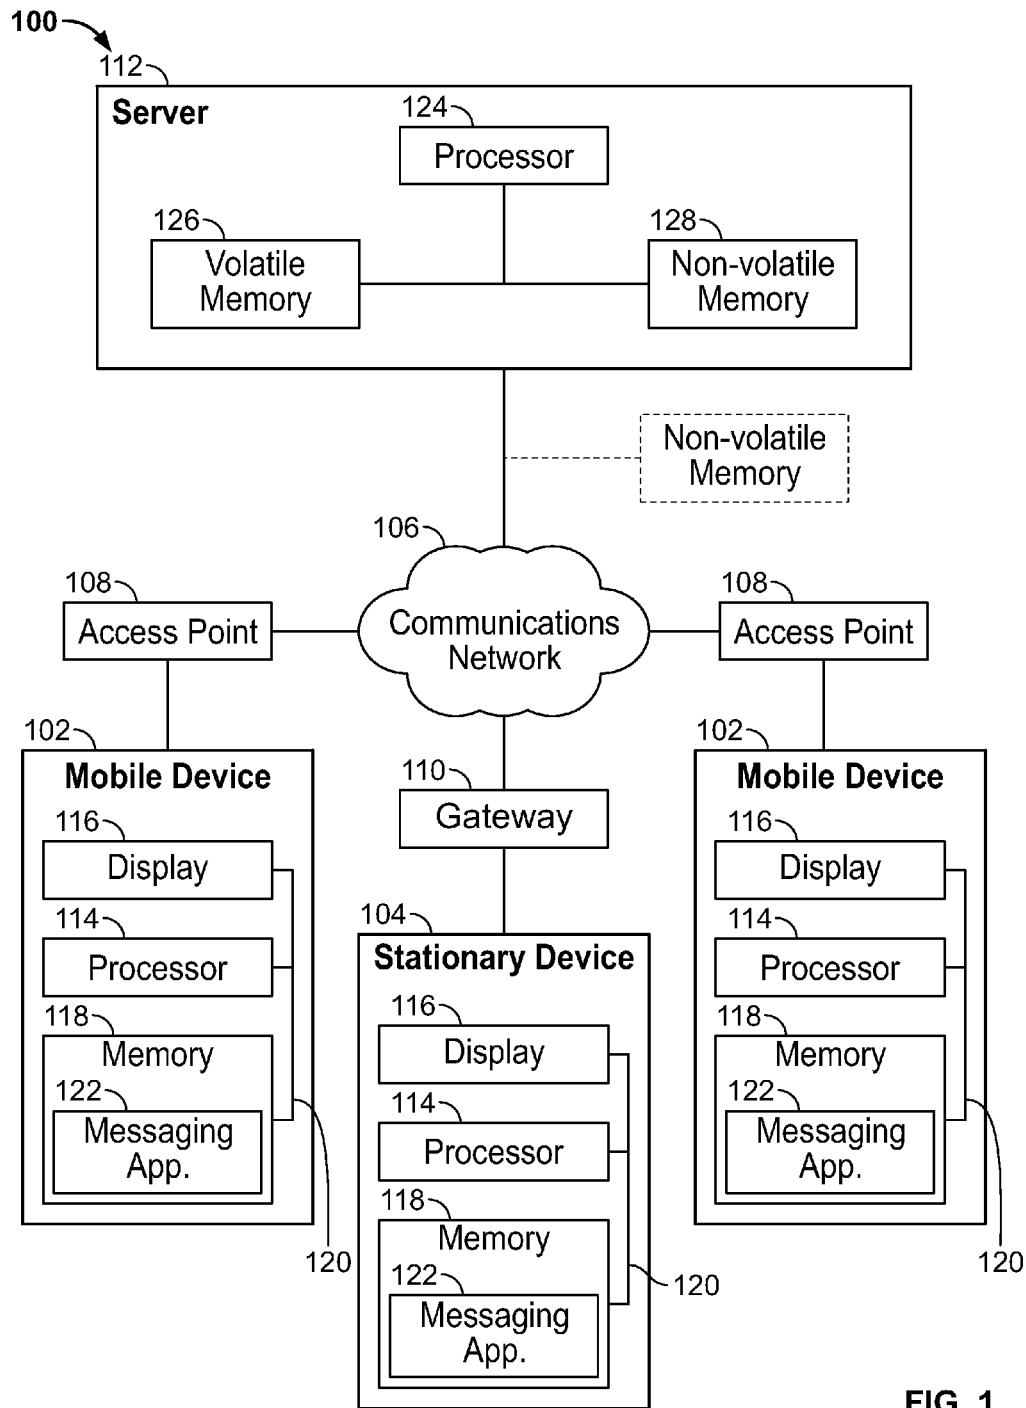 100
112
Server
124
Processor
126
Volatile
Memory
128
Non-volatile
Memory
Non-volatile
Memory
106
Communications
Network
108
Access Point
108
Access Point
102
Mobile Device
116
Display
114
Processor
118
Memory
122
Messaging
App.
120
110
Gateway
104
Stationary Device
116
Display
114
Processor
118
Memory
122
Messaging
App.
120
102
Mobile Device
116
Display
114
Processor
118
Memory
122
Messaging
App.
120
FIG. 1